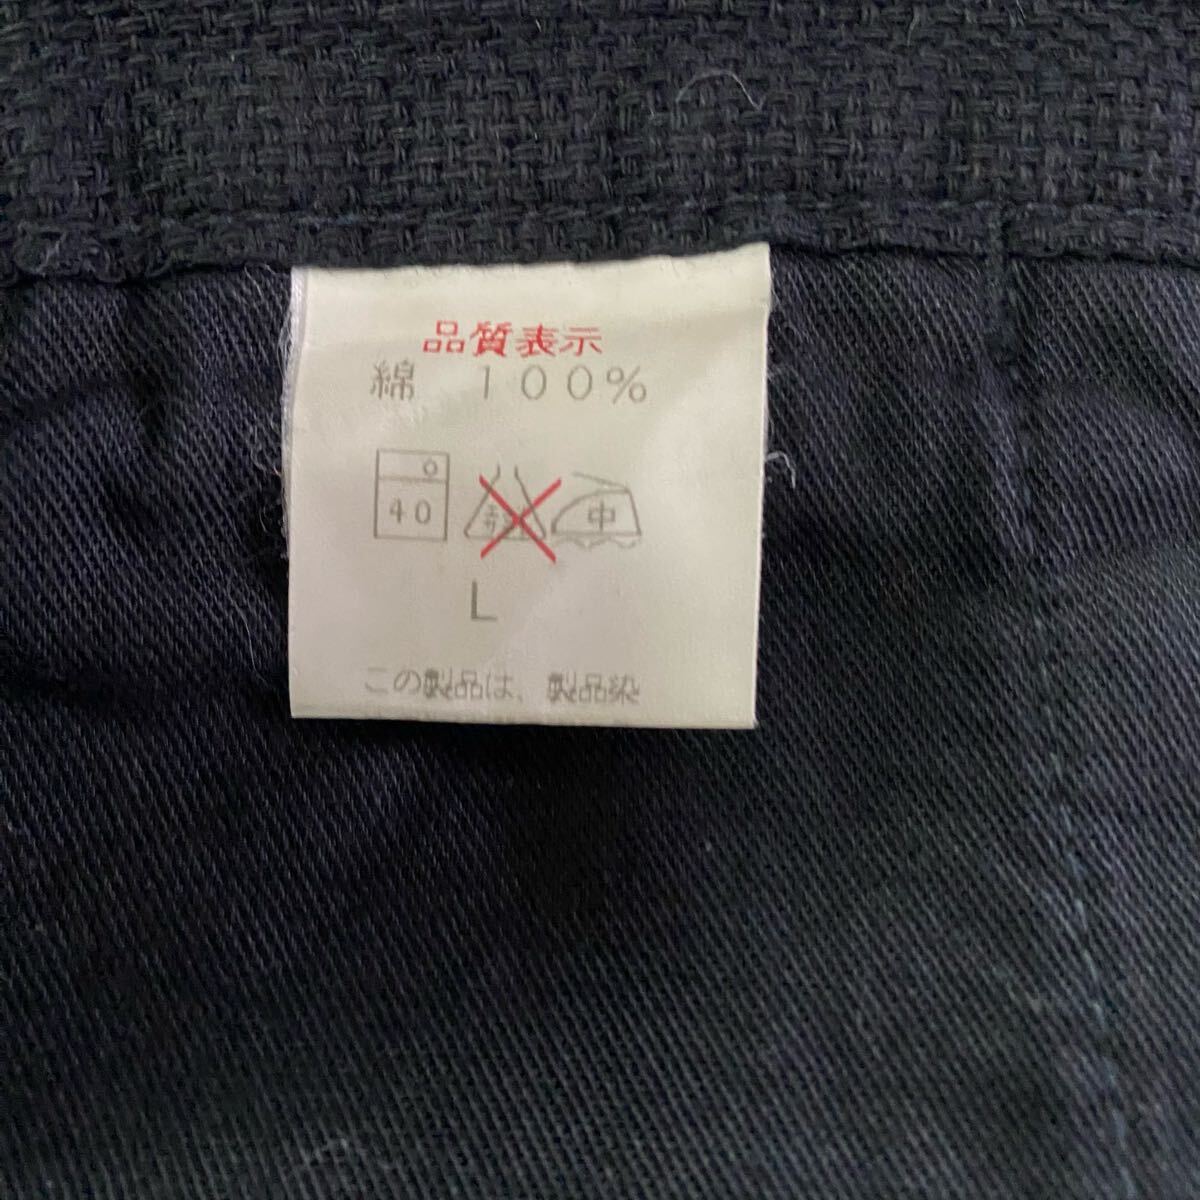 品質表示
綿　100%
40
中
L
この製品は、製品染